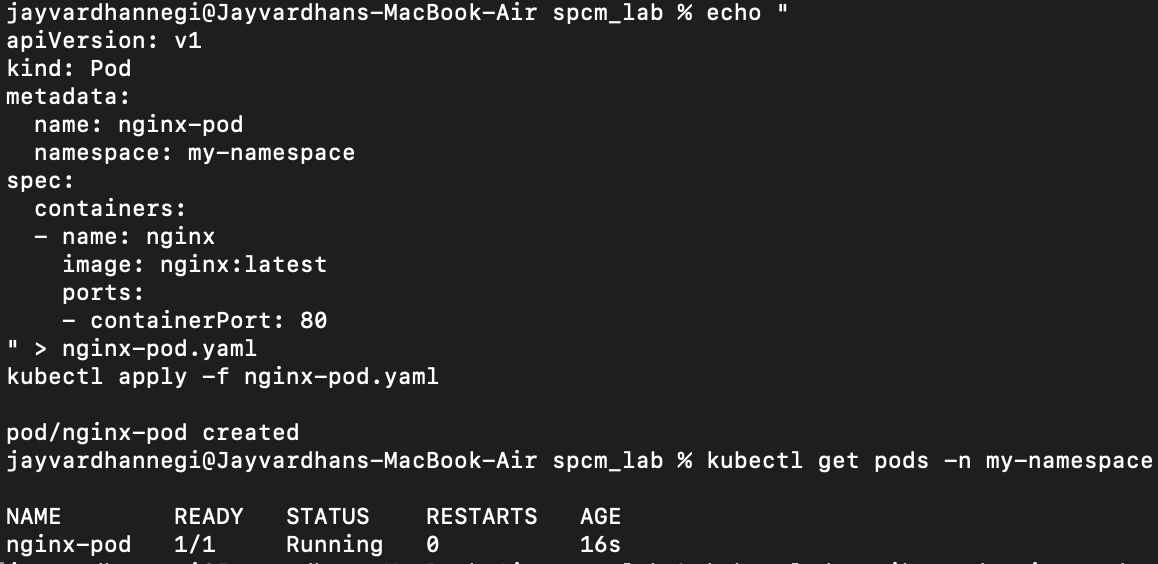 jayvardhannegi@Jayvardhans-MacBook-Air spcm_lab % echo "
apiVersion: v1
kind: Pod
metadata:
  name: nginx-pod
  namespace: my-namespace
spec:
  containers:
  - name: nginx
    image: nginx:latest
    ports:
    - containerPort: 80
" > nginx-pod.yaml
kubectl apply -f nginx-pod.yaml
pod/nginx-pod created
jayvardhannegi@Jayvardhans-MacBook-Air spcm_lab % kubectl get pods -n my-namespace
NAME        READY   STATUS    RESTARTS   AGE
nginx-pod   1/1     Running   0          16s